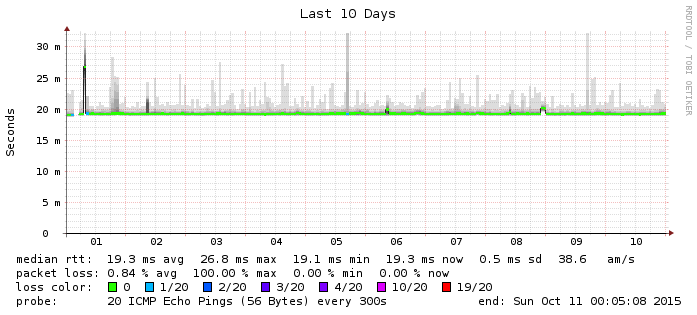 Last 10 Days
RRDTOOL / TOBI OETIKER
Seconds
30 m
25 m
20 m
15 m
10 m
5 m
0
01 02 03 04 05 06 07 08 09 10
median rtt: 19.3 ms avg 26.8 ms max 19.1 ms min 19.3 ms now 0.5 ms sd 38.6 am/s
packet loss: 0.84 % avg 100.00 % max 0.00 % min 0.00 % now
loss color: 0 1/20 2/20 3/20 4/20 10/20 19/20
probe: 20 ICMP Echo Pings (56 Bytes) every 300s end: Sun Oct 11 00:05:08 2015